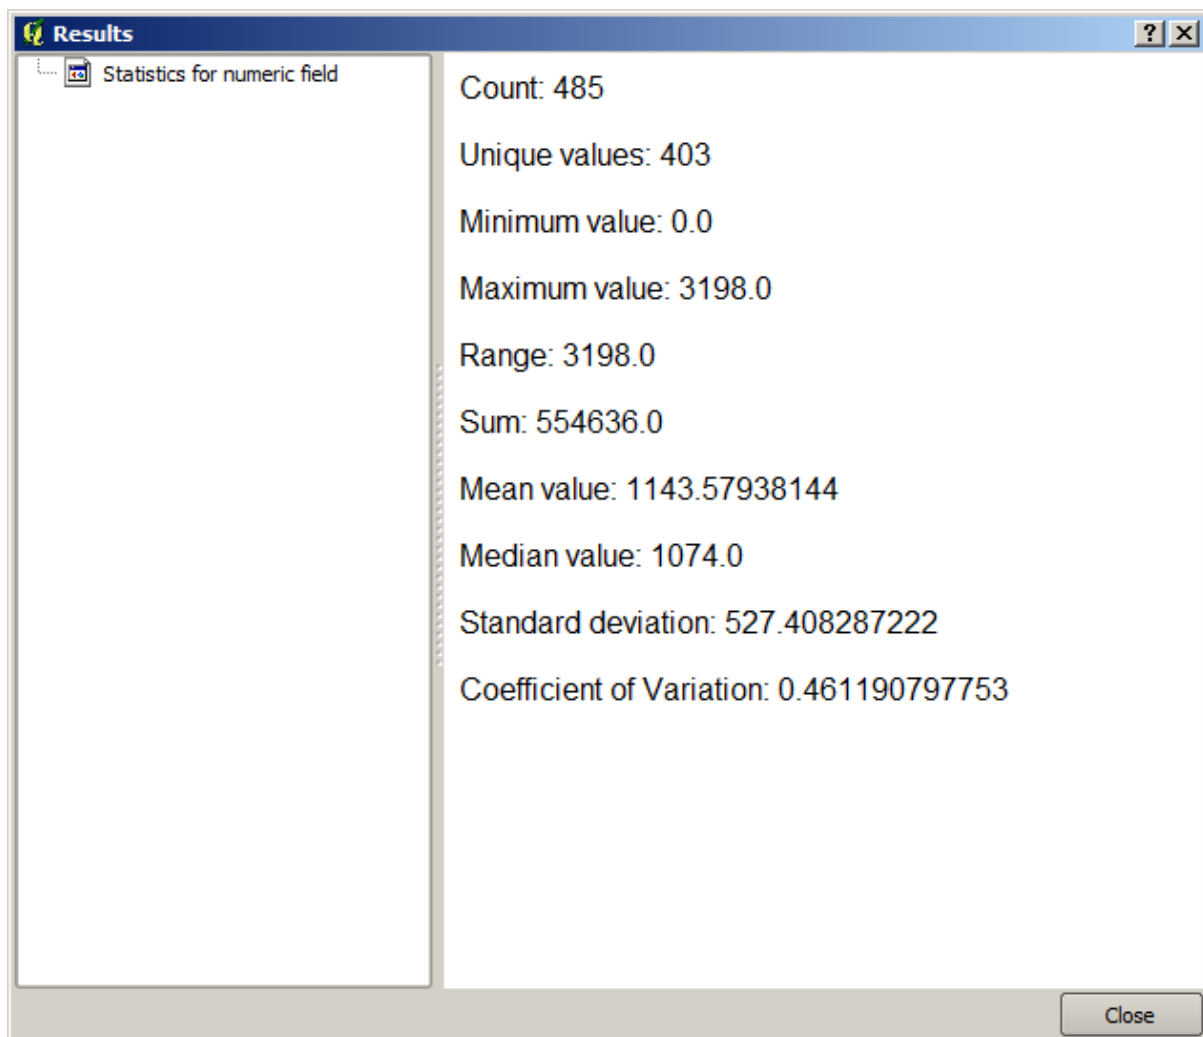 Results
Statistics for numeric field
Count: 485
Unique values: 403
Minimum value: 0.0
Maximum value: 3198.0
Range: 3198.0
Sum: 554636.0
Mean value: 1143.57938144
Median value: 1074.0
Standard deviation: 527.408287222
Coefficient of Variation: 0.461190797753
Close